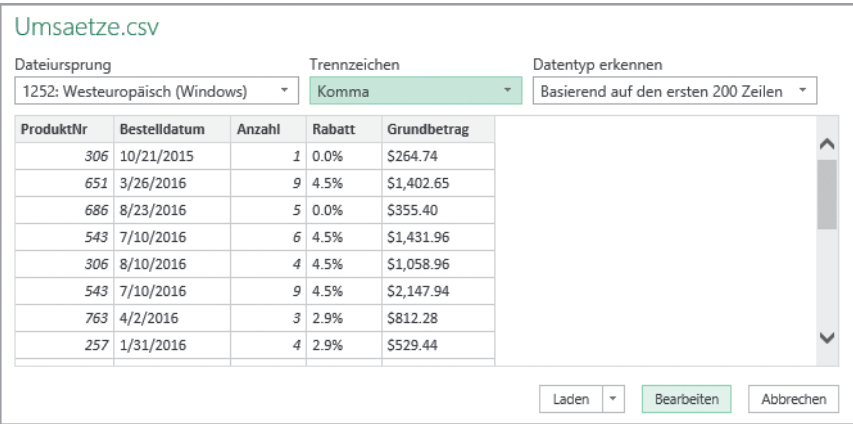 Umsaetze.csv
Dateiursprung Trennzeichen Datentyp erkennen
1252: Westeuropäisch (Windows) Komma Basierend auf den ersten 200 Zeilen
ProduktNr Bestelldatum Anzahl Rabatt Grundbetrag
306 10/21/2015 1 0.0% $264.74
651 3/26/2016 9 4.5% $1,402.65
686 8/23/2016 5 0.0% $355.40
543 7/10/2016 6 4.5% $1,431.96
306 8/10/2016 4 4.5% $1,058.96
543 7/10/2016 9 4.5% $2,147.94
763 4/2/2016 3 2.9% $812.28
257 1/31/2016 4 2.9% $529.44
Laden Bearbeiten Abbrechen